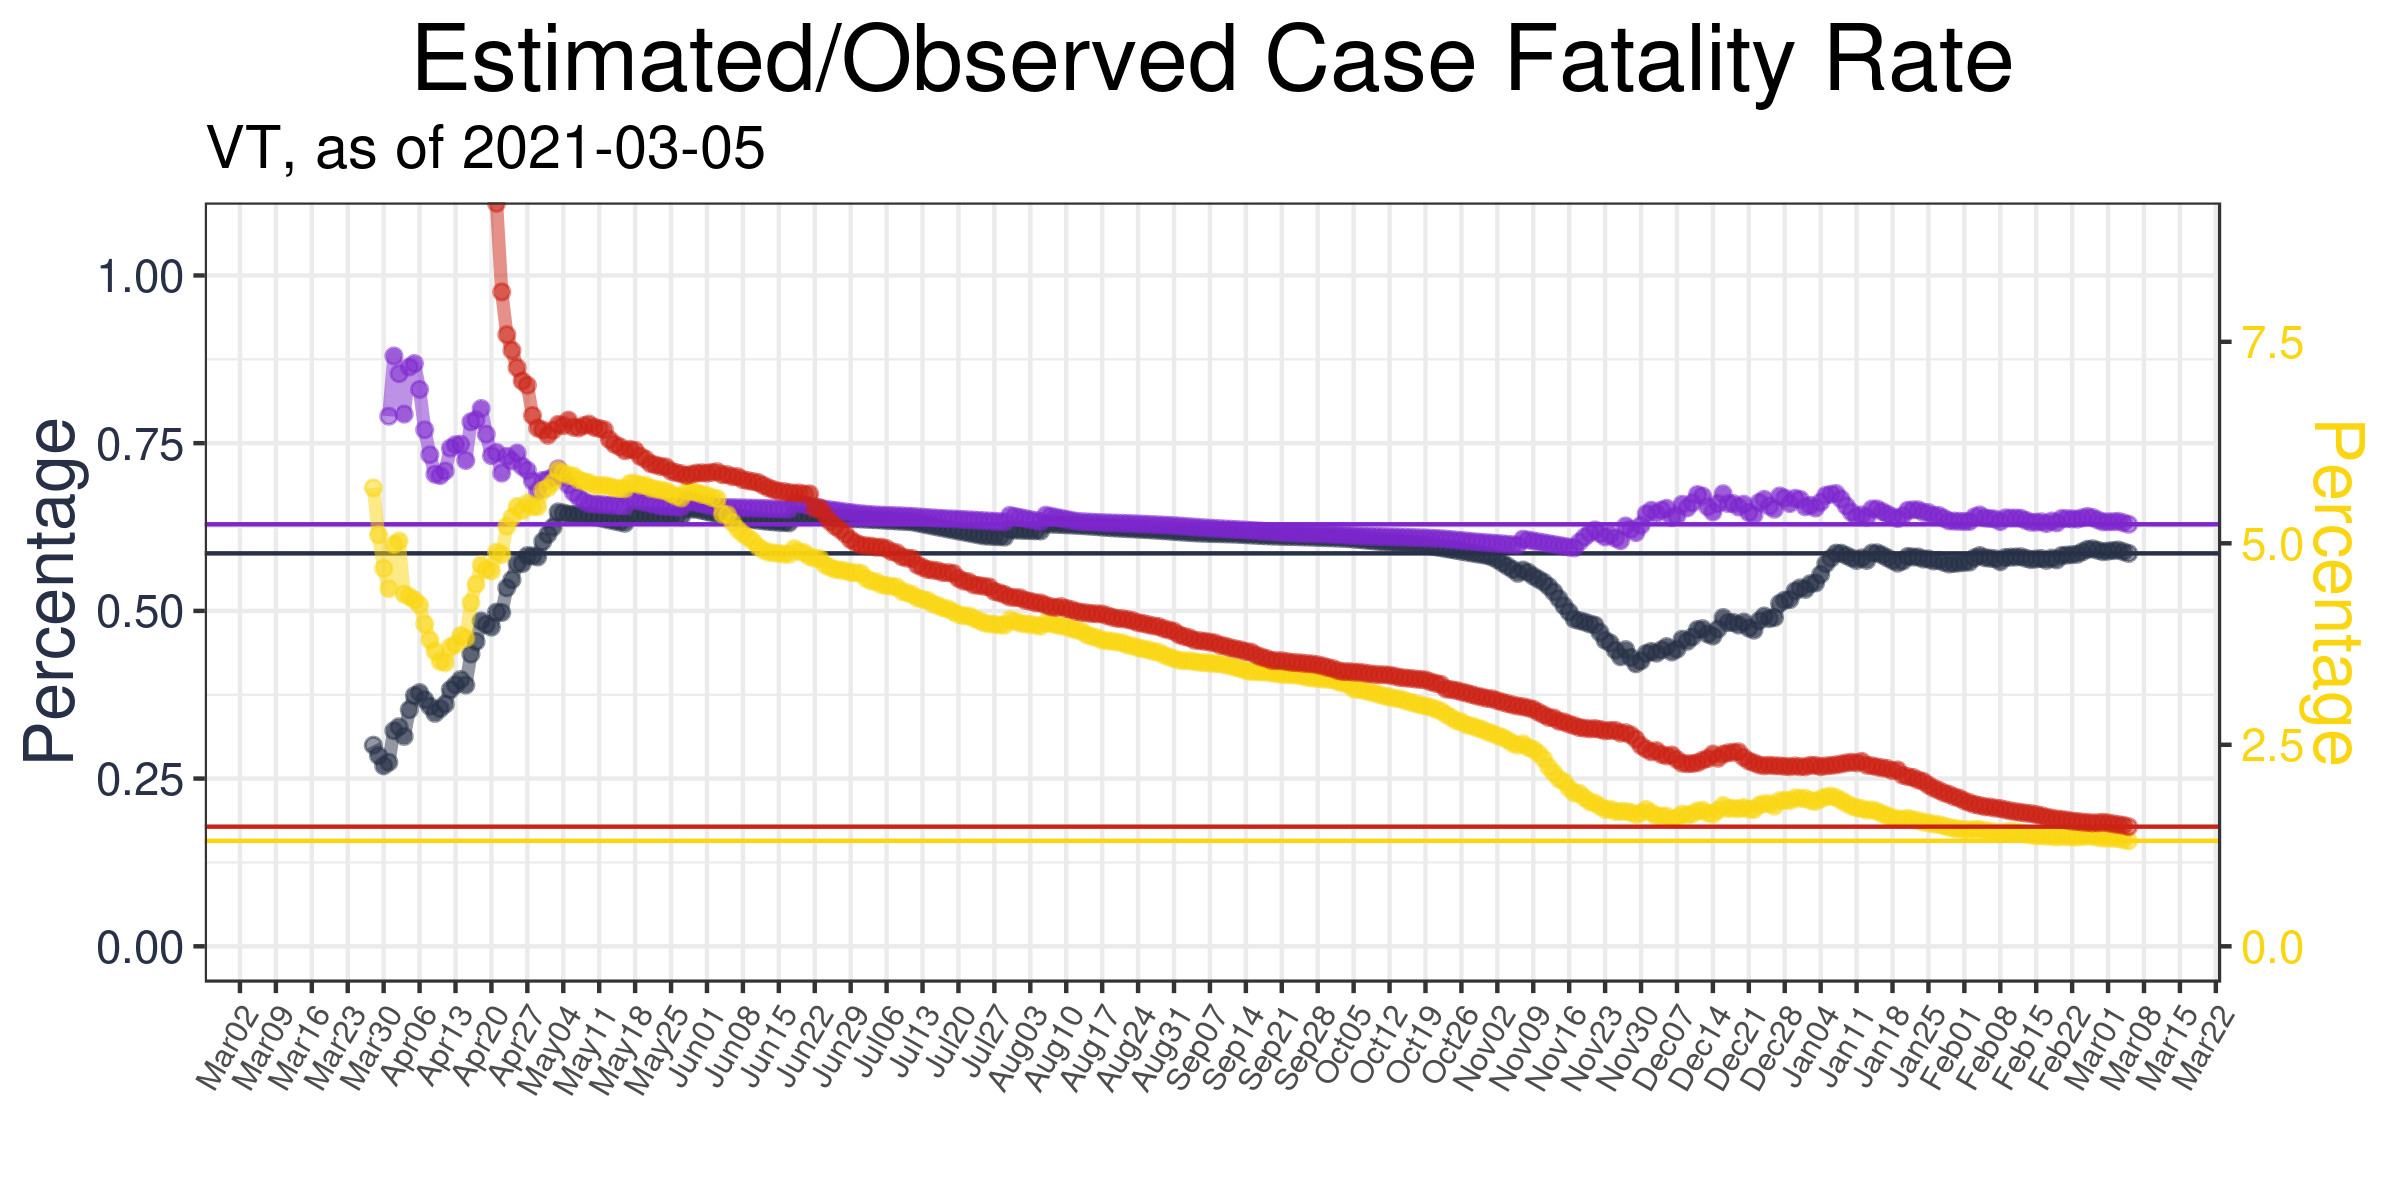 Estimated/Observed Case Fatality Rate
VT, as of 2021-03-05
Percentage
1.00
0.75
0.50
0.25
0.00
7.5
5.0
2.5
0.0
Percentage
Mar02 Mar09 Mar16 Mar23 Mar30 Apr06 Apr13 Apr20 Apr27 May04 May11 May18 May25 Jun01 Jun08 Jun15 Jun22 Jun29 Jul06 Jul13 Jul20 Jul27 Aug03 Aug10 Aug17 Aug24 Aug31 Sep07 Sep14 Sep21 Sep28 Oct05 Oct12 Oct19 Oct26 Nov02 Nov09 Nov16 Nov23 Nov30 Dec07 Dec14 Dec21 Dec28 Jan04 Jan11 Jan18 Jan25 Feb01 Feb08 Feb15 Feb22 Mar01 Mar08 Mar15 Mar22